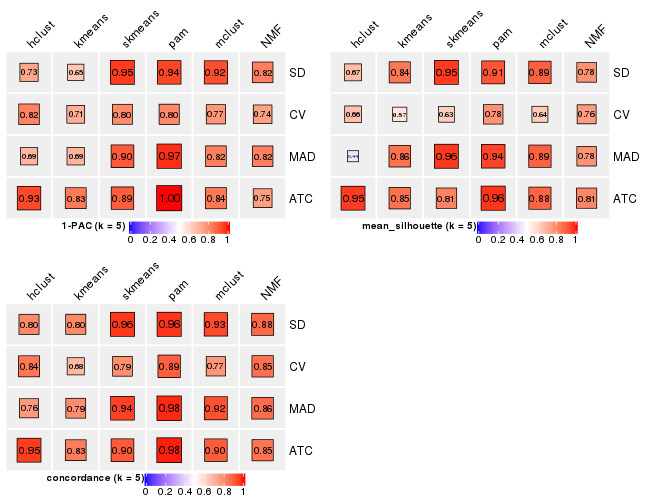 hclust kmeans skmeans pam mclust NMF
0.73 0.65 0.95 0.94 0.92 0.82 SD
0.82 0.71 0.80 0.80 0.77 0.74 CV
0.69 0.69 0.90 0.97 0.82 0.82 MAD
0.93 0.83 0.89 1.00 0.84 0.75 ATC
1-PAC (k = 5)
0 0.2 0.4 0.6 0.8 1
hclust kmeans skmeans pam mclust NMF
0.67 0.84 0.95 0.91 0.89 0.78 SD
0.66 0.57 0.63 0.78 0.64 0.76 CV
0.44 0.86 0.96 0.94 0.89 0.78 MAD
0.95 0.85 0.81 0.96 0.88 0.81 ATC
mean_silhouette (k = 5)
0 0.2 0.4 0.6 0.8 1
hclust kmeans skmeans pam mclust NMF
0.80 0.80 0.96 0.96 0.93 0.88 SD
0.84 0.68 0.79 0.89 0.77 0.85 CV
0.76 0.79 0.94 0.98 0.92 0.86 MAD
0.95 0.83 0.90 0.98 0.90 0.85 ATC
concordance (k = 5)
0 0.2 0.4 0.6 0.8 1